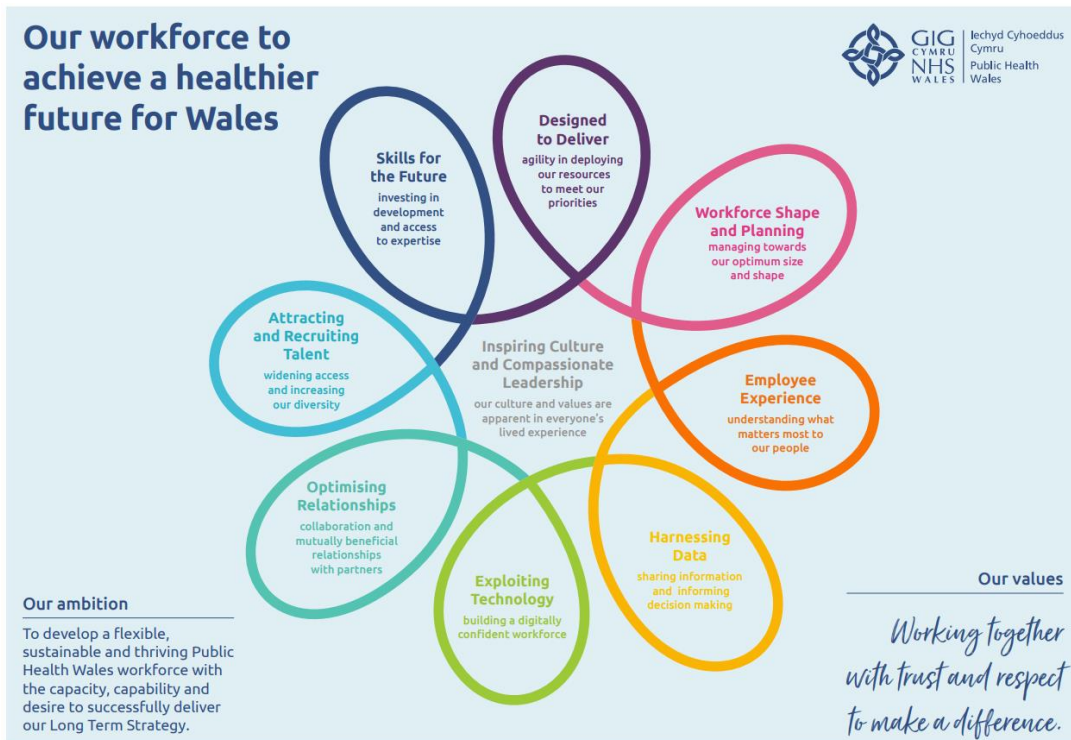 Our workforce to
achieve a healthier
future for Wales
GIG
CYMRU
NHS
WALES
Iechyd Cyhoeddus
Cymru
Public Health
Wales
Designed
to Deliver
agility in deploying
our resources
to meet our
priorities
Skills for
the Future
investing in
development
and access
to expertise
Workforce Shape
and Planning
managing towards
our optimum size
and shape
Attracting
and Recruiting
Talent
widening access
and increasing
our diversity
Inspiring Culture
and Compassionate
Leadership
our culture and values are
apparent in everyone's
lived experience
Employee
Experience
understanding what
matters most to
our people
Optimising
Relationships
collaboration and
mutually beneficial
relationships
with partners
Exploiting
Technology
building a digitally
confident workforce
Harnessing
Data
sharing information
and informing
decision making
Our ambition
To develop a flexible,
sustainable and thriving Public
Health Wales workforce with
the capacity, capability and
desire to successfully deliver
our Long Term Strategy.
Our values
Working together
with trust and respect
to make a difference.